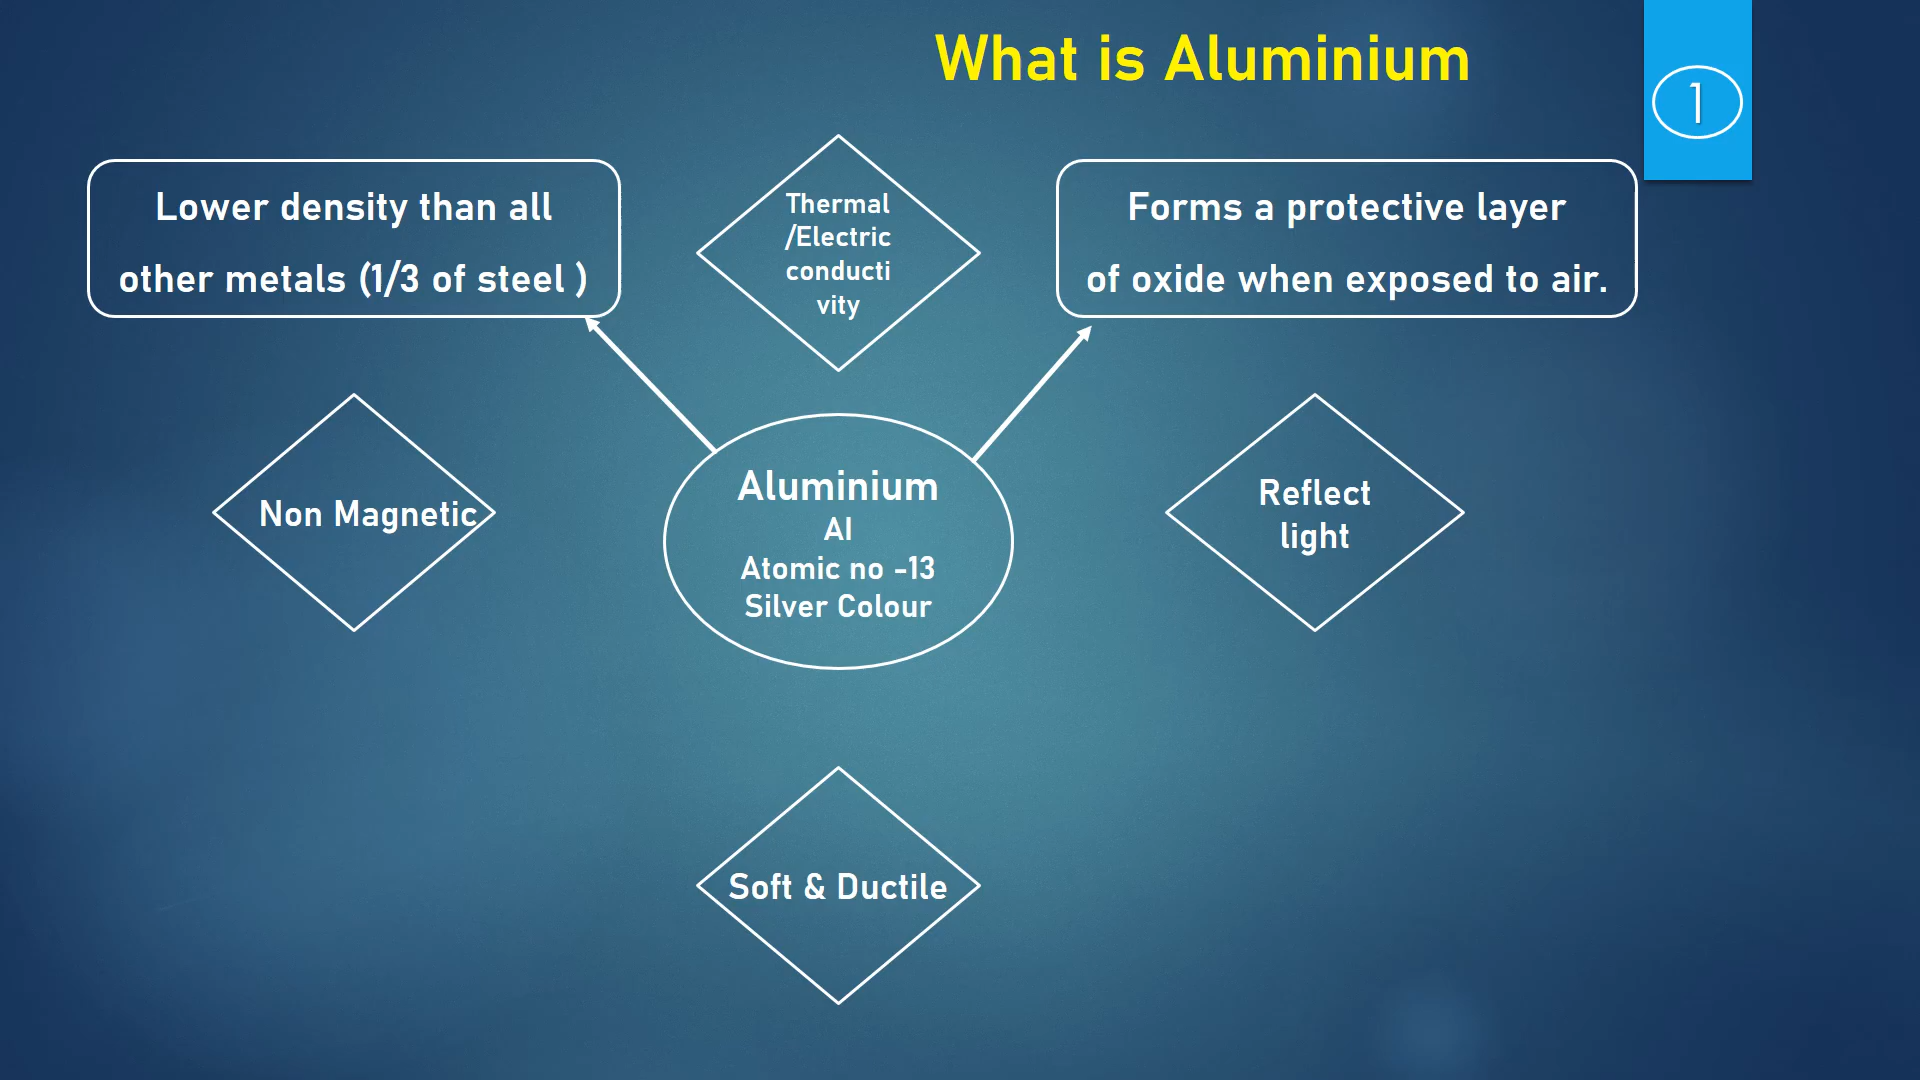 What is Aluminium
1
Lower density than all
other metals (1/3 of steel )
Thermal
/Electric
conducti
vity
Forms a protective layer
of oxide when exposed to air.
Non Magnetic
Aluminium
Al
Atomic no -13
Silver Colour
Reflect
light
Soft & Ductile